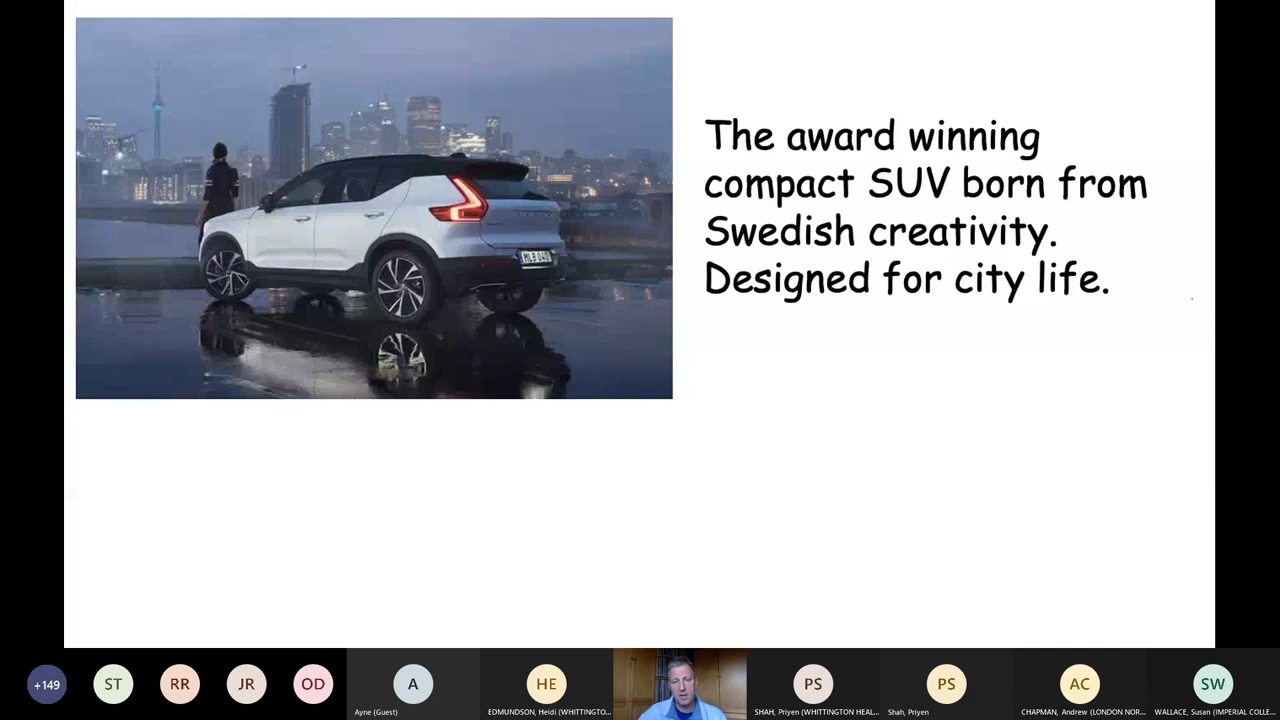 The award winning
compact SUV born from
Swedish creativity.
Designed for city life.
+149
ST
RR
JR
OD
A
Ayne (Guest)
HE
EDMUNDSON, Heidi (WHITTINGTO...
PS
SHAH, Priyen (WHITTINGTON HEAL...
PS
Shah, Priyen
AC
CHAPMAN, Andrew (LONDON NOR...
SW
WALLACE, Susan (IMPERIAL COLLE...